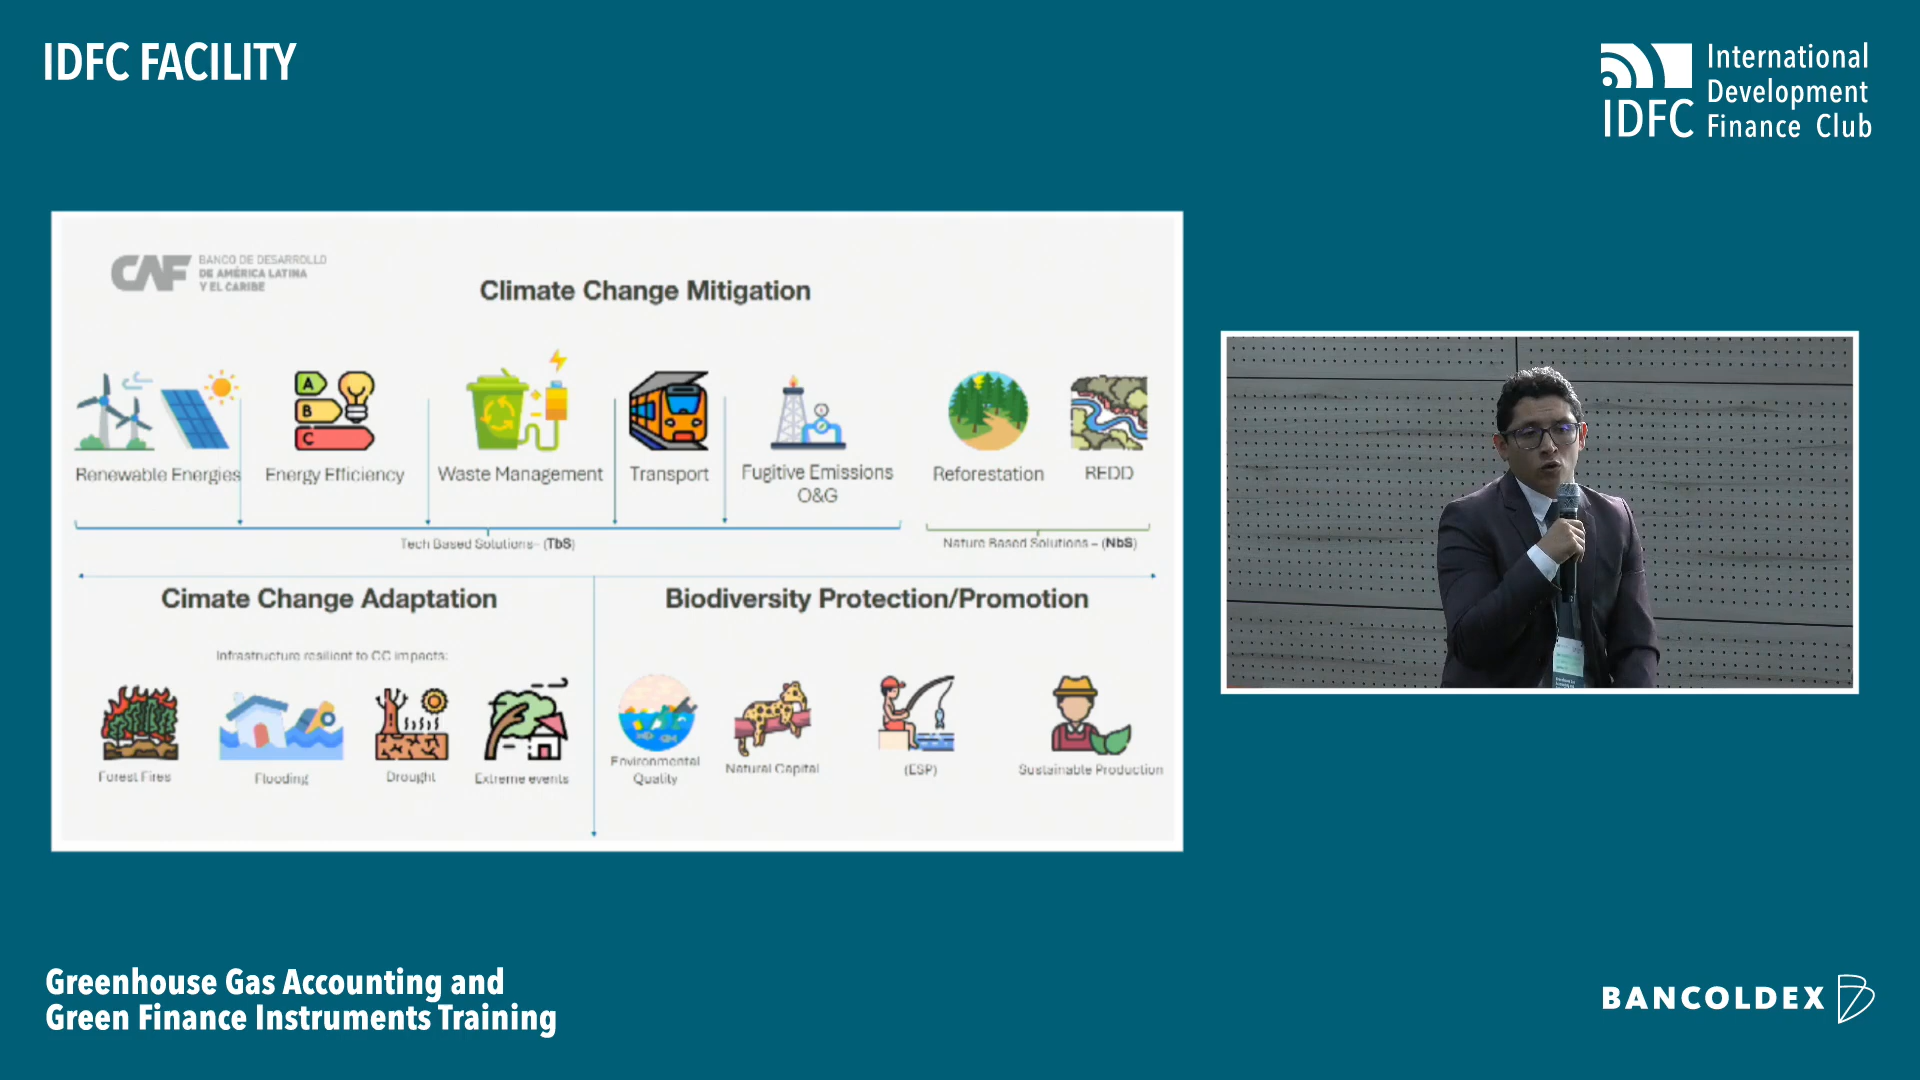 IDFC FACILITY
IDFC
International
Development
Finance Club
CAF
BANCO DE DESARROLLO
DE AMÉRICA LATINA
Y EL CARIBE
Climate Change Mitigation
A
B
C
Renewable Energies
Energy Efficiency
Waste Management
Transport
Fugitive Emissions
O&G
Reforestation
REDD
Tech Based Solutions- (TbS)
Nature Based Solutions – (NbS)
Cimate Change Adaptation
Biodiversity Protection/Promotion
Infrastructure resilient to CC impacts:
Forest Fires
Flooding
Drought
Extreme events
Environmental
Quality
Natural Capital
(ESP)
Sustainable Production
Greenhouse Gas Accounting and
Green Finance Instruments Training
BANCOLDEX